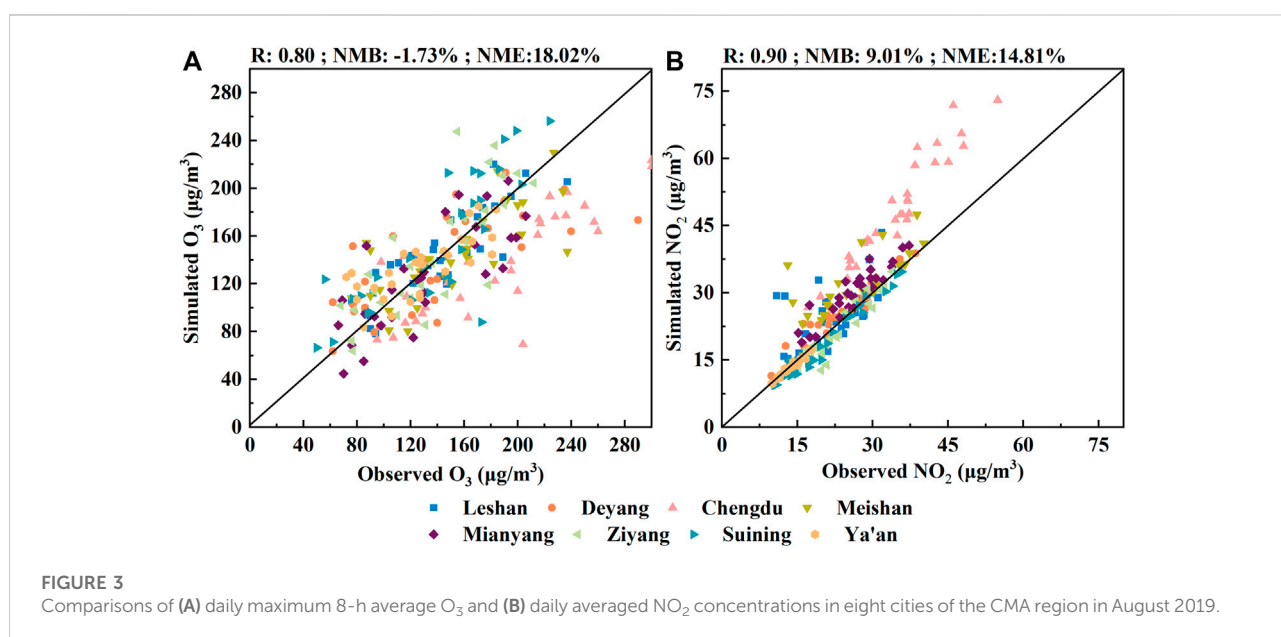 A R: 0.80 ; NMB: -1.73% ; NME:18.02%
280
240
200
160
120
80
40
0
Simulated O₃ (μg/m³)
0 40 80 120 160 200 240 280
Observed O₃ (μg/m³)
B R: 0.90 ; NMB: 9.01% ; NME:14.81%
75
60
45
30
15
0
Simulated NO₂ (μg/m³)
0 15 30 45 60 75
Observed NO₂ (μg/m³)
Leshan Deyang Chengdu Meishan
Mianyang Ziyang Suining Ya'an
FIGURE 3
Comparisons of (A) daily maximum 8-h average O₃ and (B) daily averaged NO₂ concentrations in eight cities of the CMA region in August 2019.